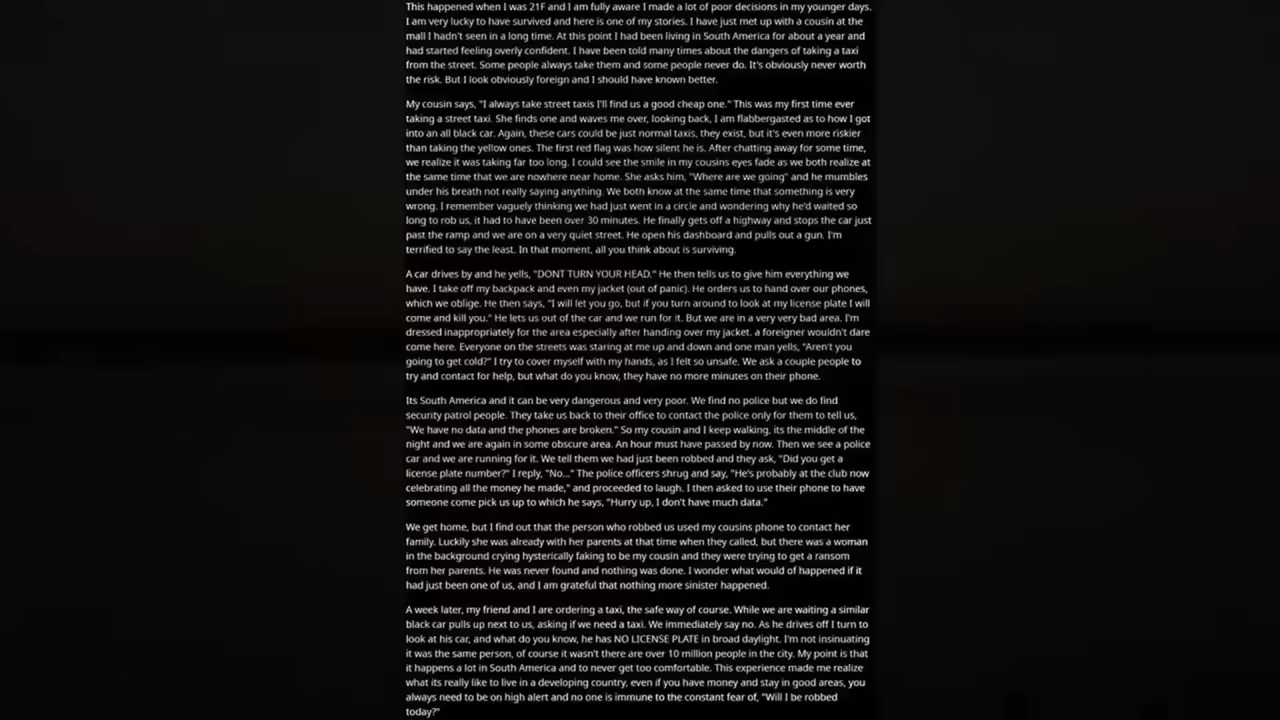 This happened when I was 21F and I am fully aware I made a lot of poor decisions in my younger days.
I am very lucky to have survived and here is one of my stories. I have just met up with a cousin at the
mall I hadn't seen in a long time. At this point I had been living in South America for about a year and
had started feeling overly confident. I have been told many times about the dangers of taking a taxi
from the street. Some people always take them and some people never do. It's obviously never worth
the risk. But I look obviously foreign and I should have known better.
My cousin says, "I always take street taxis I'll find us a good cheap one." This was my first time ever
taking a street taxi. She finds one and waves me over, looking back, I am flabbergasted as to how I got
into an all black car. Again, these cars could be just normal taxis, they exist, but it's even more riskier
than taking the yellow ones. The first red flag was how silent he is. After chatting away for some time,
we realize it was taking far too long. I could see the smile in my cousins eyes fade as we both realize at
the same time that we are nowhere near home. She asks him, "Where are we going" and he mumbles
under his breath not really saying anything. We both know at the same time that something is very
wrong. I remember vaguely thinking we had just went in a circle and wondering why he'd waited so
long to rob us, it had to have been over 30 minutes. He finally gets off a highway and stops the car just
past the ramp and we are on a very quiet street. He open his dashboard and pulls out a gun. I'm
terrified to say the least. In that moment, all you think about is surviving.
A car drives by and he yells, "DONT TURN YOUR HEAD." He then tells us to give him everything we
have. I take off my backpack and even my jacket (out of panic). He orders us to hand over our phones,
which we oblige. He then says, "I will let you go, but if you turn around to look at my license plate I will
come and kill you." He lets us out of the car and we run for it. But we are in a very very bad area. I'm
dressed inappropriately for the area especially after handing over my jacket. a foreigner wouldn't dare
come here. Everyone on the streets was staring at me up and down and one man yells, "Aren't you
going to get cold?" I try to cover myself with my hands, as I felt so unsafe. We ask a couple people to
try and contact for help, but what do you know, they have no more minutes on their phone.
Its South America and it can be very dangerous and very poor. We find no police but we do find
security patrol people. They take us back to their office to contact the police only for them to tell us,
"We have no data and the phones are broken." So my cousin and I keep walking, its the middle of the
night and we are again in some obscure area. An hour must have passed by now. Then we see a police
car and we are running for it. We tell them we had just been robbed and they ask, "Did you get a
license plate number?" I reply, "No..." The police officers shrug and say, "He's probably at the club now
celebrating all the money he made," and proceeded to laugh. I then asked to use their phone to have
someone come pick us up to which he says, "Hurry up, I don't have much data."
We get home, but I find out that the person who robbed us used my cousins phone to contact her
family. Luckily she was already with her parents at that time when they called, but there was a woman
in the background crying hysterically faking to be my cousin and they were trying to get a ransom
from her parents. He was never found and nothing was done. I wonder what would of happened if it
had just been one of us, and I am grateful that nothing more sinister happened.
A week later, my friend and I are ordering a taxi, the safe way of course. While we are waiting a similar
black car pulls up next to us, asking if we need a taxi. We immediately say no. As he drives off I turn to
look at his car, and what do you know, he has NO LICENSE PLATE in broad daylight. I'm not insinuating
it was the same person, of course it wasn't there are over 10 million people in the city. My point is that
it happens a lot in South America and to never get too comfortable. This experience made me realize
what its really like to live in a developing country, even if you have money and stay in good areas, you
always need to be on high alert and no one is immune to the constant fear of, "Will I be robbed
today?"